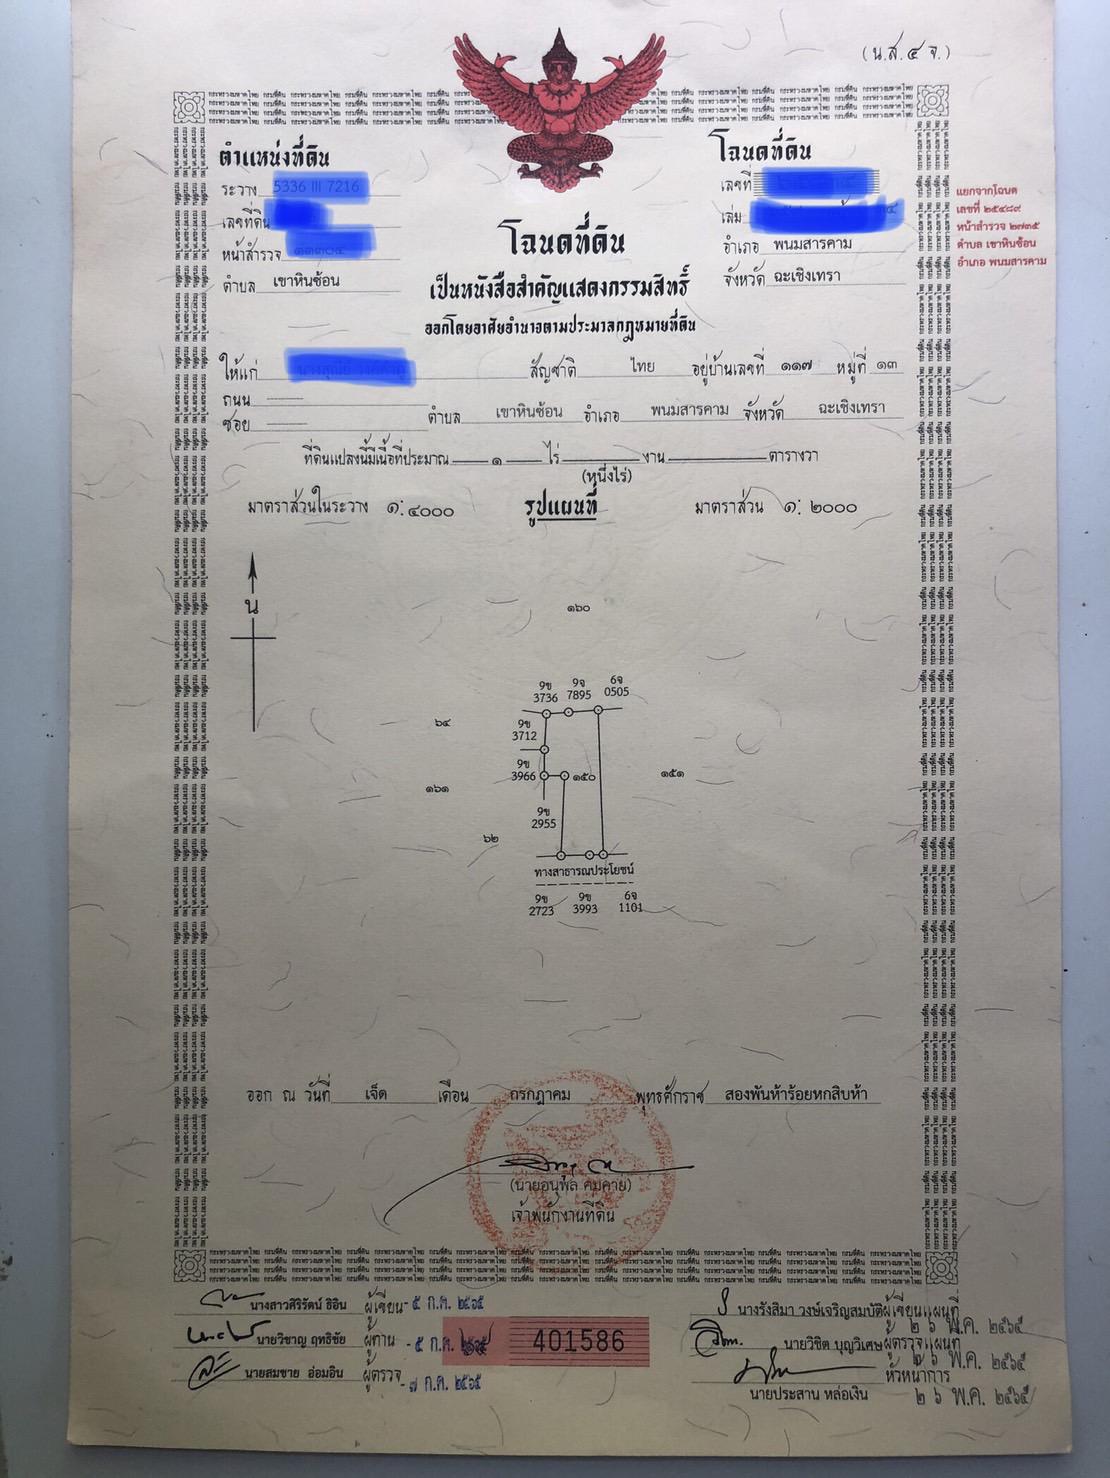 (น.ส.๔ จ.)
ตำแหน่งที่ดิน
โฉนดที่ดิน
ระวาง 5336 III 7216
เลขที่
เลขที่ดิน
เล่ม
หน้าสำรวจ
อำเภอ พนมสารคาม
ตำบล เขาหินซ้อน
จังหวัด ฉะเชิงเทรา
แยกจากโฉนด
เลขที่ ๒๕๔๘๙
หน้าสำรวจ ๒๗๓๕
ตำบล เขาหินซ้อน
อำเภอ พนมสารคาม
โฉนดที่ดิน
เป็นหนังสือสำคัญแสดงกรรมสิทธิ์
ออกโดยอาศัยอำนาจตามประมวลกฎหมายที่ดิน
ให้แก่ สัญชาติ ไทย อยู่บ้านเลขที่ ๑๑๗ หมู่ที่ ๑๓
ถนน
ซอย ตำบล เขาหินซ้อน อำเภอ พนมสารคาม จังหวัด ฉะเชิงเทรา
ที่ดินแปลงนี้มีเนื้อที่ประมาณ ๑ ไร่ งาน ตารางวา
(หนึ่งไร่)
มาตราส่วนในระวาง ๑:๔๐๐๐ รูปแผนที่ มาตราส่วน ๑:๒๐๐๐
น
๑๖๐
9ข 3736
9จ 7895
6จ 0505
๖๔
9ข 3712
9ข 3966
๑๕๐
๑๕๑
๑๖๑
9ข 2955
๖๒
ทางสาธารณประโยชน์
9ข 2723
9ข 3993
6จ 1101
ออก ณ วันที่ เจ็ด เดือน กรกฎาคม พุทธศักราช สองพันห้าร้อยหกสิบห้า
(นายอนุพล คมคาย)
เจ้าพนักงานที่ดิน
นางสาวศิริรัตน์ ธิอิน ผู้เขียน - ๕ ก.ค. ๒๕๖๕
นายวิชาญ ฤทธิชัย ผู้ทาน - ๕ ก.ค. ๒๕๖๕
นายสมชาย อ่อมอิน ผู้ตรวจ - ๗ ก.ค. ๒๕๖๕
401586
นางรังสิมา วงษ์เจริญสมบัติ ผู้เขียนแผนที่
๒๖ พ.ค. ๒๕๖๕
นายวิชิต บุญวิเศษ ผู้ตรวจแผนที่
๒๖ พ.ค. ๒๕๖๕
หัวหน้าการ
นายประสาน หล่อเงิน ๒๖ พ.ค. ๒๕๖๕